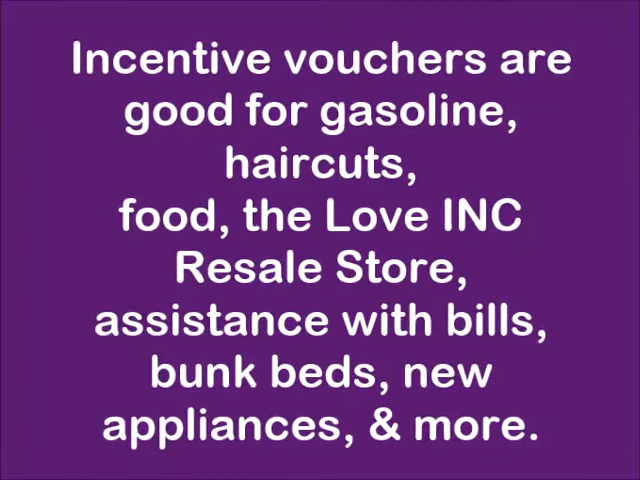 Incentive vouchers are
good for gasoline,
haircuts,
food, the Love INC
Resale Store,
assistance with bills,
bunk beds, new
appliances, & more.